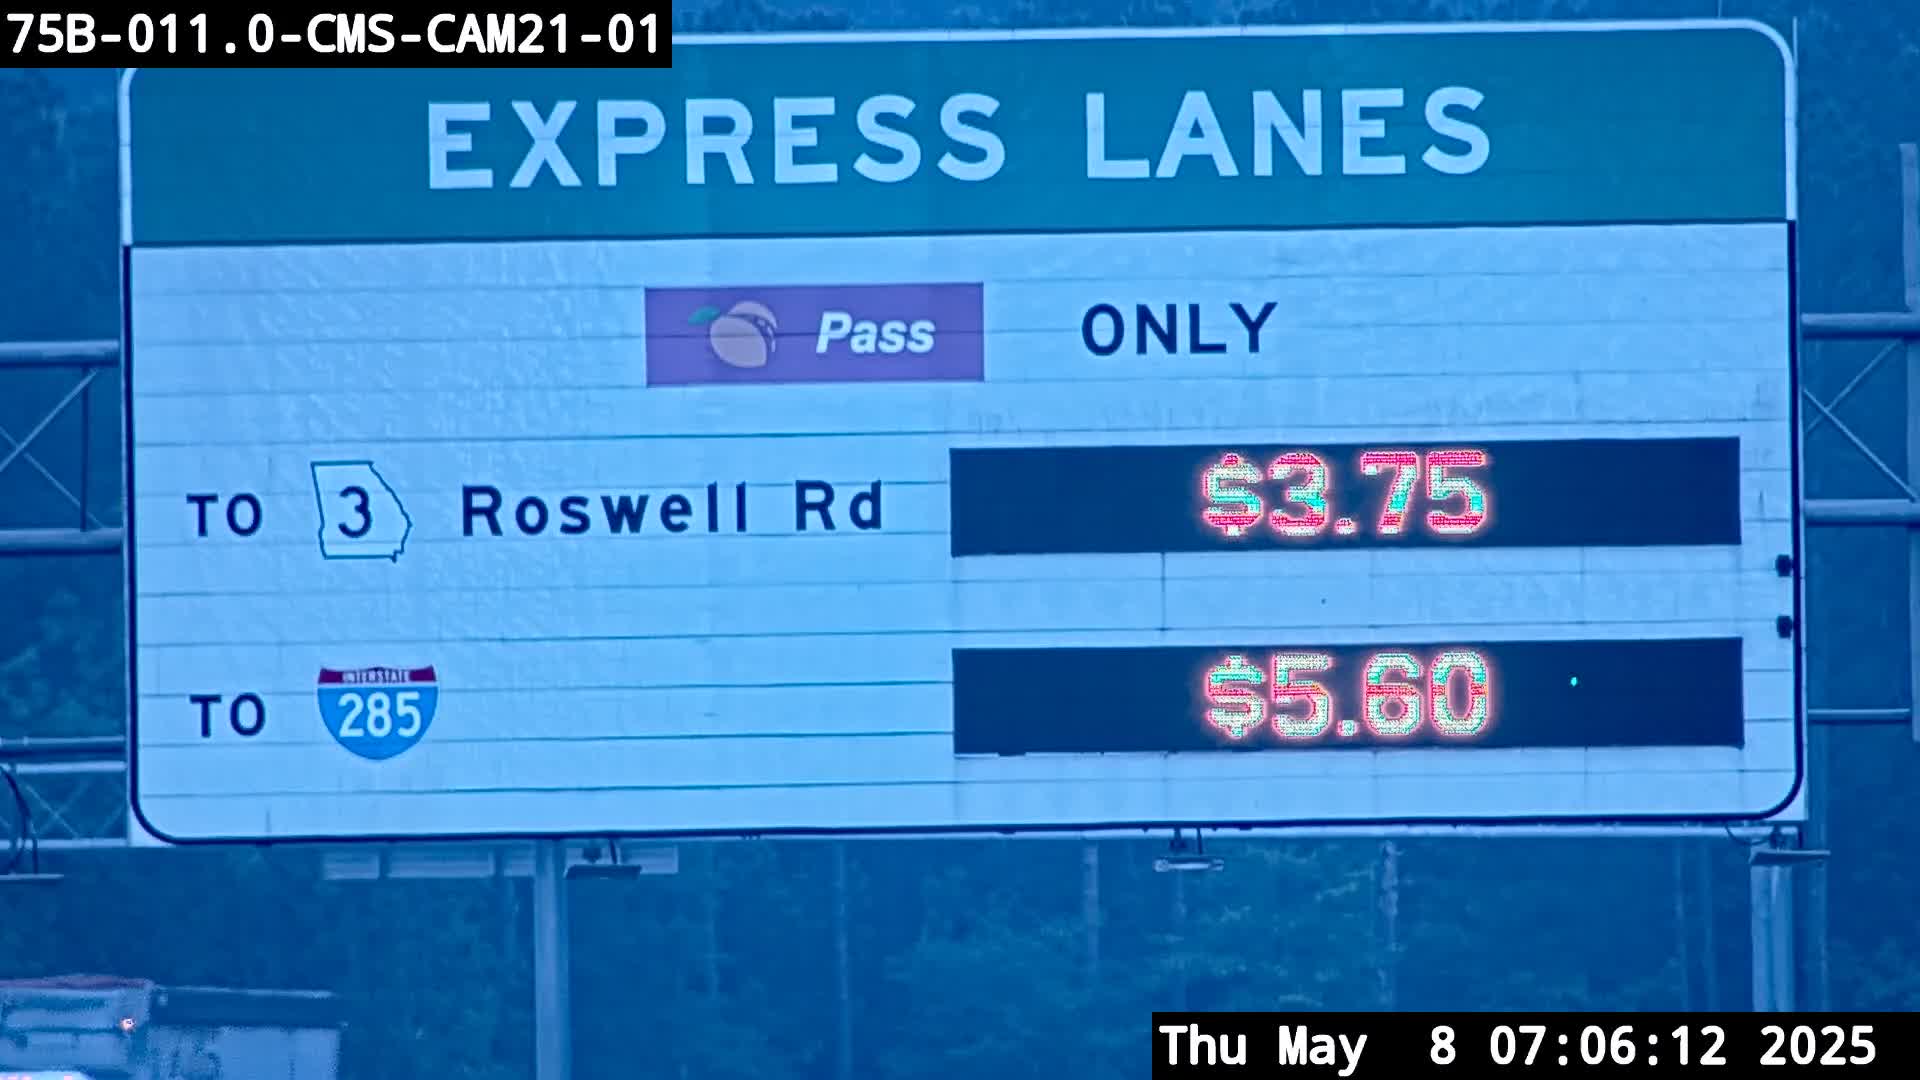 75B-011.0-CMS-CAM21-01
EXPRESS LANES
Pass ONLY
TO 3 Roswell Rd $3.75
INTERSTATE
TO 285 $5.60
Thu May 8 07:06:12 2025